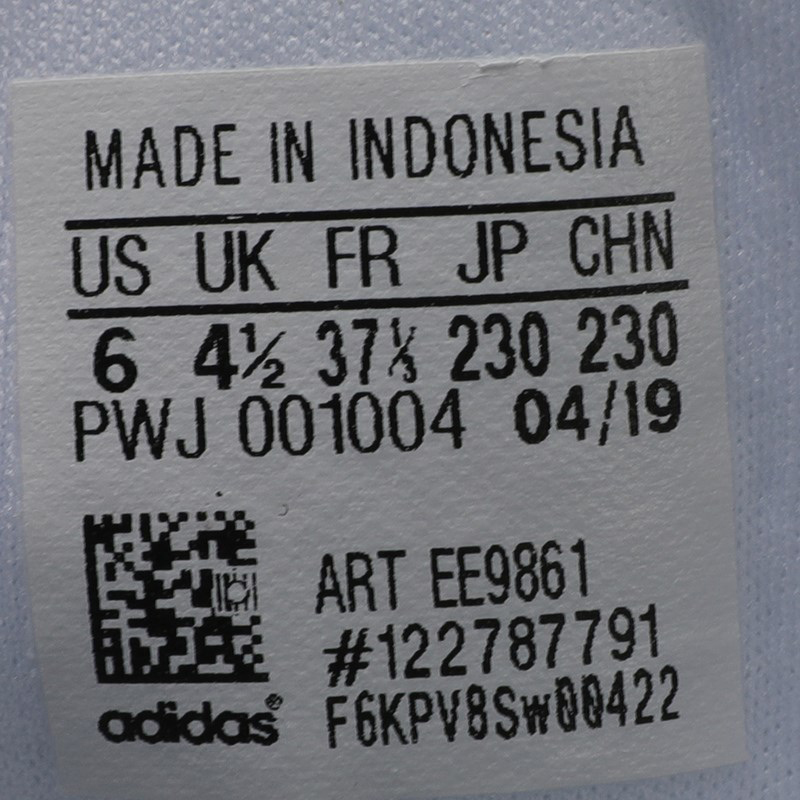 MADE IN INDONESIA
US UK FR JP CHN
6 4½ 37⅓ 230 230
PWJ 001004 04/19
ART EE9861
#122787791
F6KPV8SW00422
adidas®